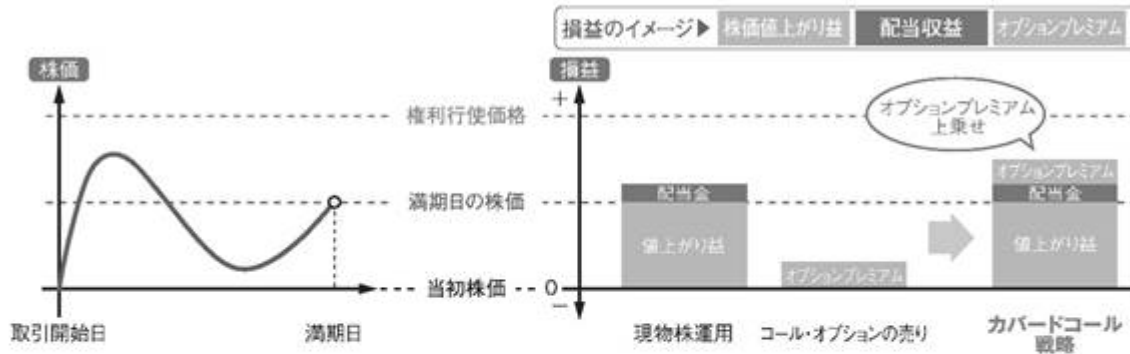 損益のイメージ▶ 株価値上がり益 配当収益 オプションプレミアム
株価
損益
+
権利行使価格
オプションプレミアム
上乗せ
オプションプレミアム
配当金
配当金
満期日の株価
値上がり益
値上がり益
オプションプレミアム
当初株価
0
−
取引開始日
満期日
現物株運用
コール・オプションの売り
カバードコール
戦略